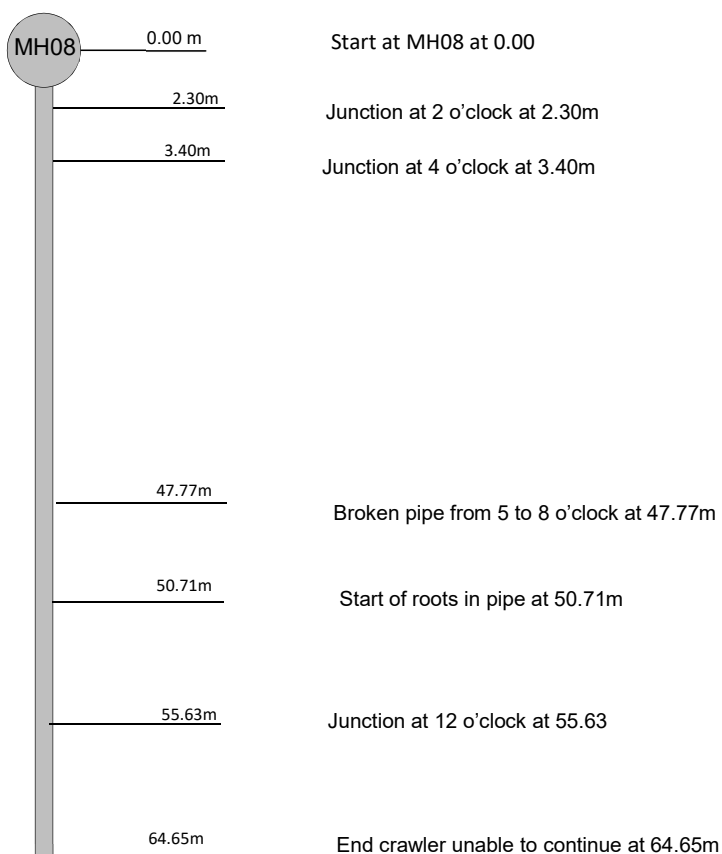 MH08
0.00 m
Start at MH08 at 0.00
2.30m
Junction at 2 o’clock at 2.30m
3.40m
Junction at 4 o’clock at 3.40m
47.77m
Broken pipe from 5 to 8 o’clock at 47.77m
50.71m
Start of roots in pipe at 50.71m
55.63m
Junction at 12 o’clock at 55.63
64.65m
End crawler unable to continue at 64.65m